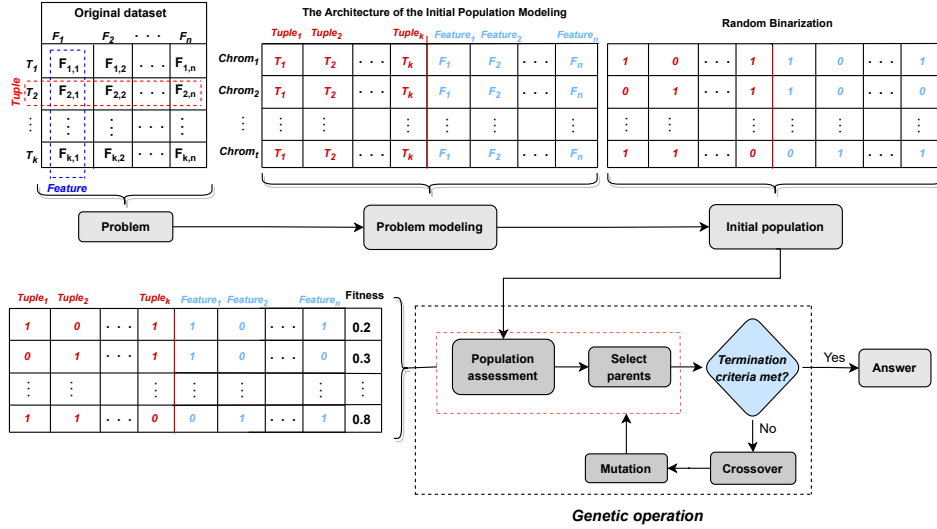 Original dataset
F1 F2 · · · Fn
T1 F1,1 F1,2 · · · F1,n
T2 F2,1 F2,2 · · · F2,n
⋮ ⋮ ⋮ · · · ⋮
Tk Fk,1 Fk,2 · · · Fk,n
Tuple
Feature
The Architecture of the Initial Population Modeling
Tuple1 Tuple2 Tuplek Feature1 Feature2 Featuren
Chrom1 T1 T2 · · · Tk F1 F2 · · · Fn
Chrom2 T1 T2 · · · Tk F1 F2 · · · Fn
⋮ ⋮ ⋮ · · · ⋮ ⋮ ⋮ · · · ⋮
Chromt T1 T2 · · · Tk F1 F2 · · · Fn
Random Binarization
1 0 · · · 1 1 0 · · · 1
0 1 · · · 1 1 0 · · · 0
⋮ ⋮ · · · ⋮ ⋮ ⋮ · · · ⋮
1 1 · · · 0 0 1 · · · 1
Problem
Problem modeling
Initial population
Tuple1 Tuple2 Tuplek Feature1 Feature2 Featuren Fitness
1 0 · · · 1 1 0 · · · 1 0.2
0 1 · · · 1 1 0 · · · 0 0.3
⋮ ⋮ · · · ⋮ ⋮ ⋮ · · · ⋮ ⋮
1 1 · · · 0 0 1 · · · 1 0.8
Population
assessment
Select
parents
Termination
criteria met?
Yes
Answer
No
Mutation
Crossover
Genetic operation